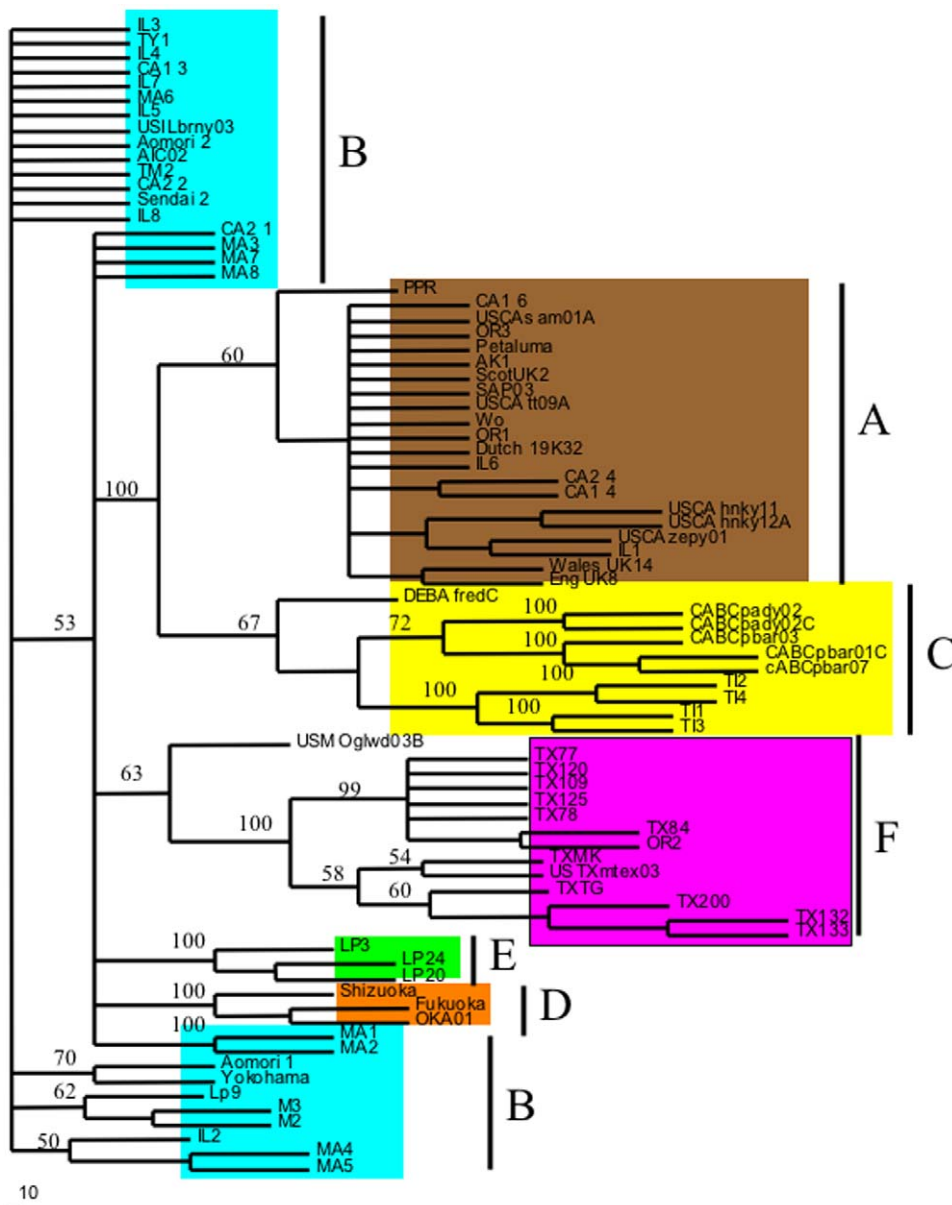 IL3
TY1
IL4
CA1 3
IL7
MA6
IL5
USILbrny03
Aomori 2
AIC02
TM2
CA2 2
Sendai 2
IL8
CA2 1
MA3
MA7
MA8
B
PPR
CA1 6
USCAs am01A
OR3
60
Petaluma
AK1
ScotUK2
SAP03
USCA tt09A
A
Wo
OR1
Dutch 19K32
IL6
CA2 4
100
CA1 4
USCA hnky11
USCA hnky12A
USCAzepy01
IL1
Wales UK14
Eng UK8
DEBA fredC
53
67
72
100
CABCpady02
CABCpady02C
100
CABCpbar03
CABCpbar01C
cABCpbar07
C
100
TI2
TI4
100
100
TI1
TI3
USM Oglwd03B
63
TX77
TX120
99
TX109
TX125
TX78
100
TX84
OR2
F
54
TXMK
58
US TXmtex03
60
TXTG
TX200
TX132
TX133
100
LP3
LP24
LP20
E
100
Shizuoka
Fukuoka
OKA01
D
100
MA1
MA2
70
Aomori 1
Yokohama
62
Lp9
M3
M2
B
50
IL2
MA4
MA5
10